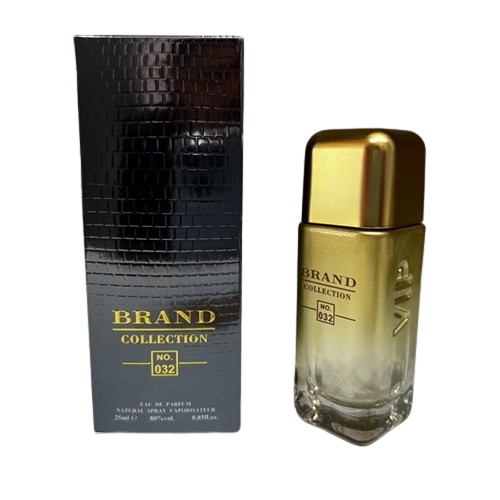 BRAND
COLLECTION
NO.
032
EAU DE PARFUM
NATURAL SPRAY VAPORISATEUR
25ml e 80%vol. 0.85fl.oz.
BRAND
COLLECTION
NO.
032
VIP